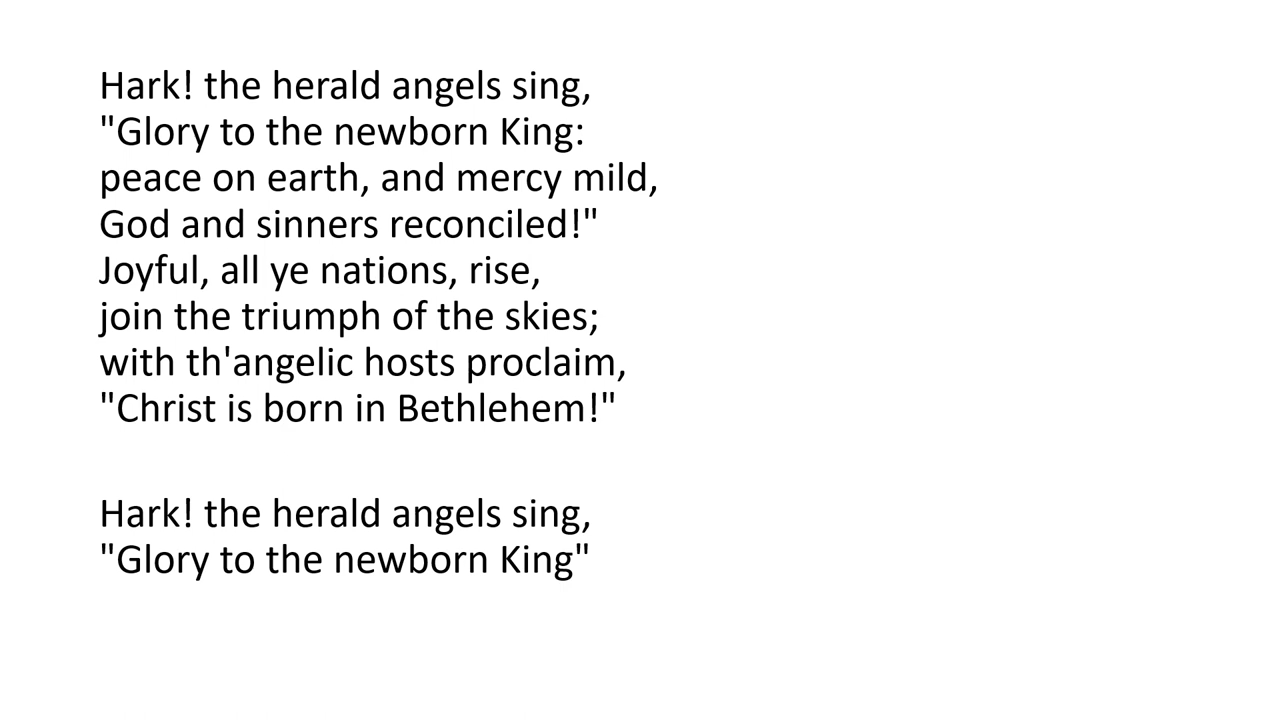 Hark! the herald angels sing,
"Glory to the newborn King:
peace on earth, and mercy mild,
God and sinners reconciled!"
Joyful, all ye nations, rise,
join the triumph of the skies;
with th'angelic hosts proclaim,
"Christ is born in Bethlehem!"
Hark! the herald angels sing,
"Glory to the newborn King"